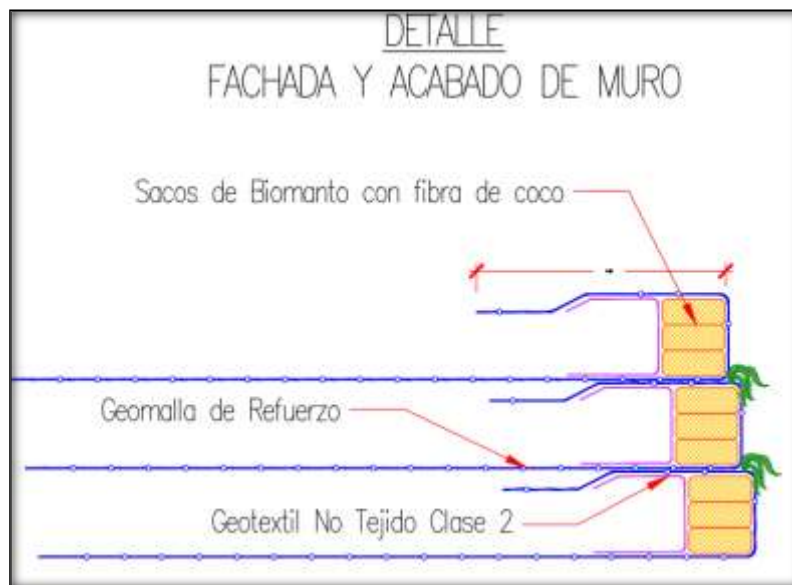 DETALLE
FACHADA Y ACABADO DE MURO
Sacos de Biomanto con fibra de coco
Geomalla de Refuerzo
Geotextil No Tejido Clase 2